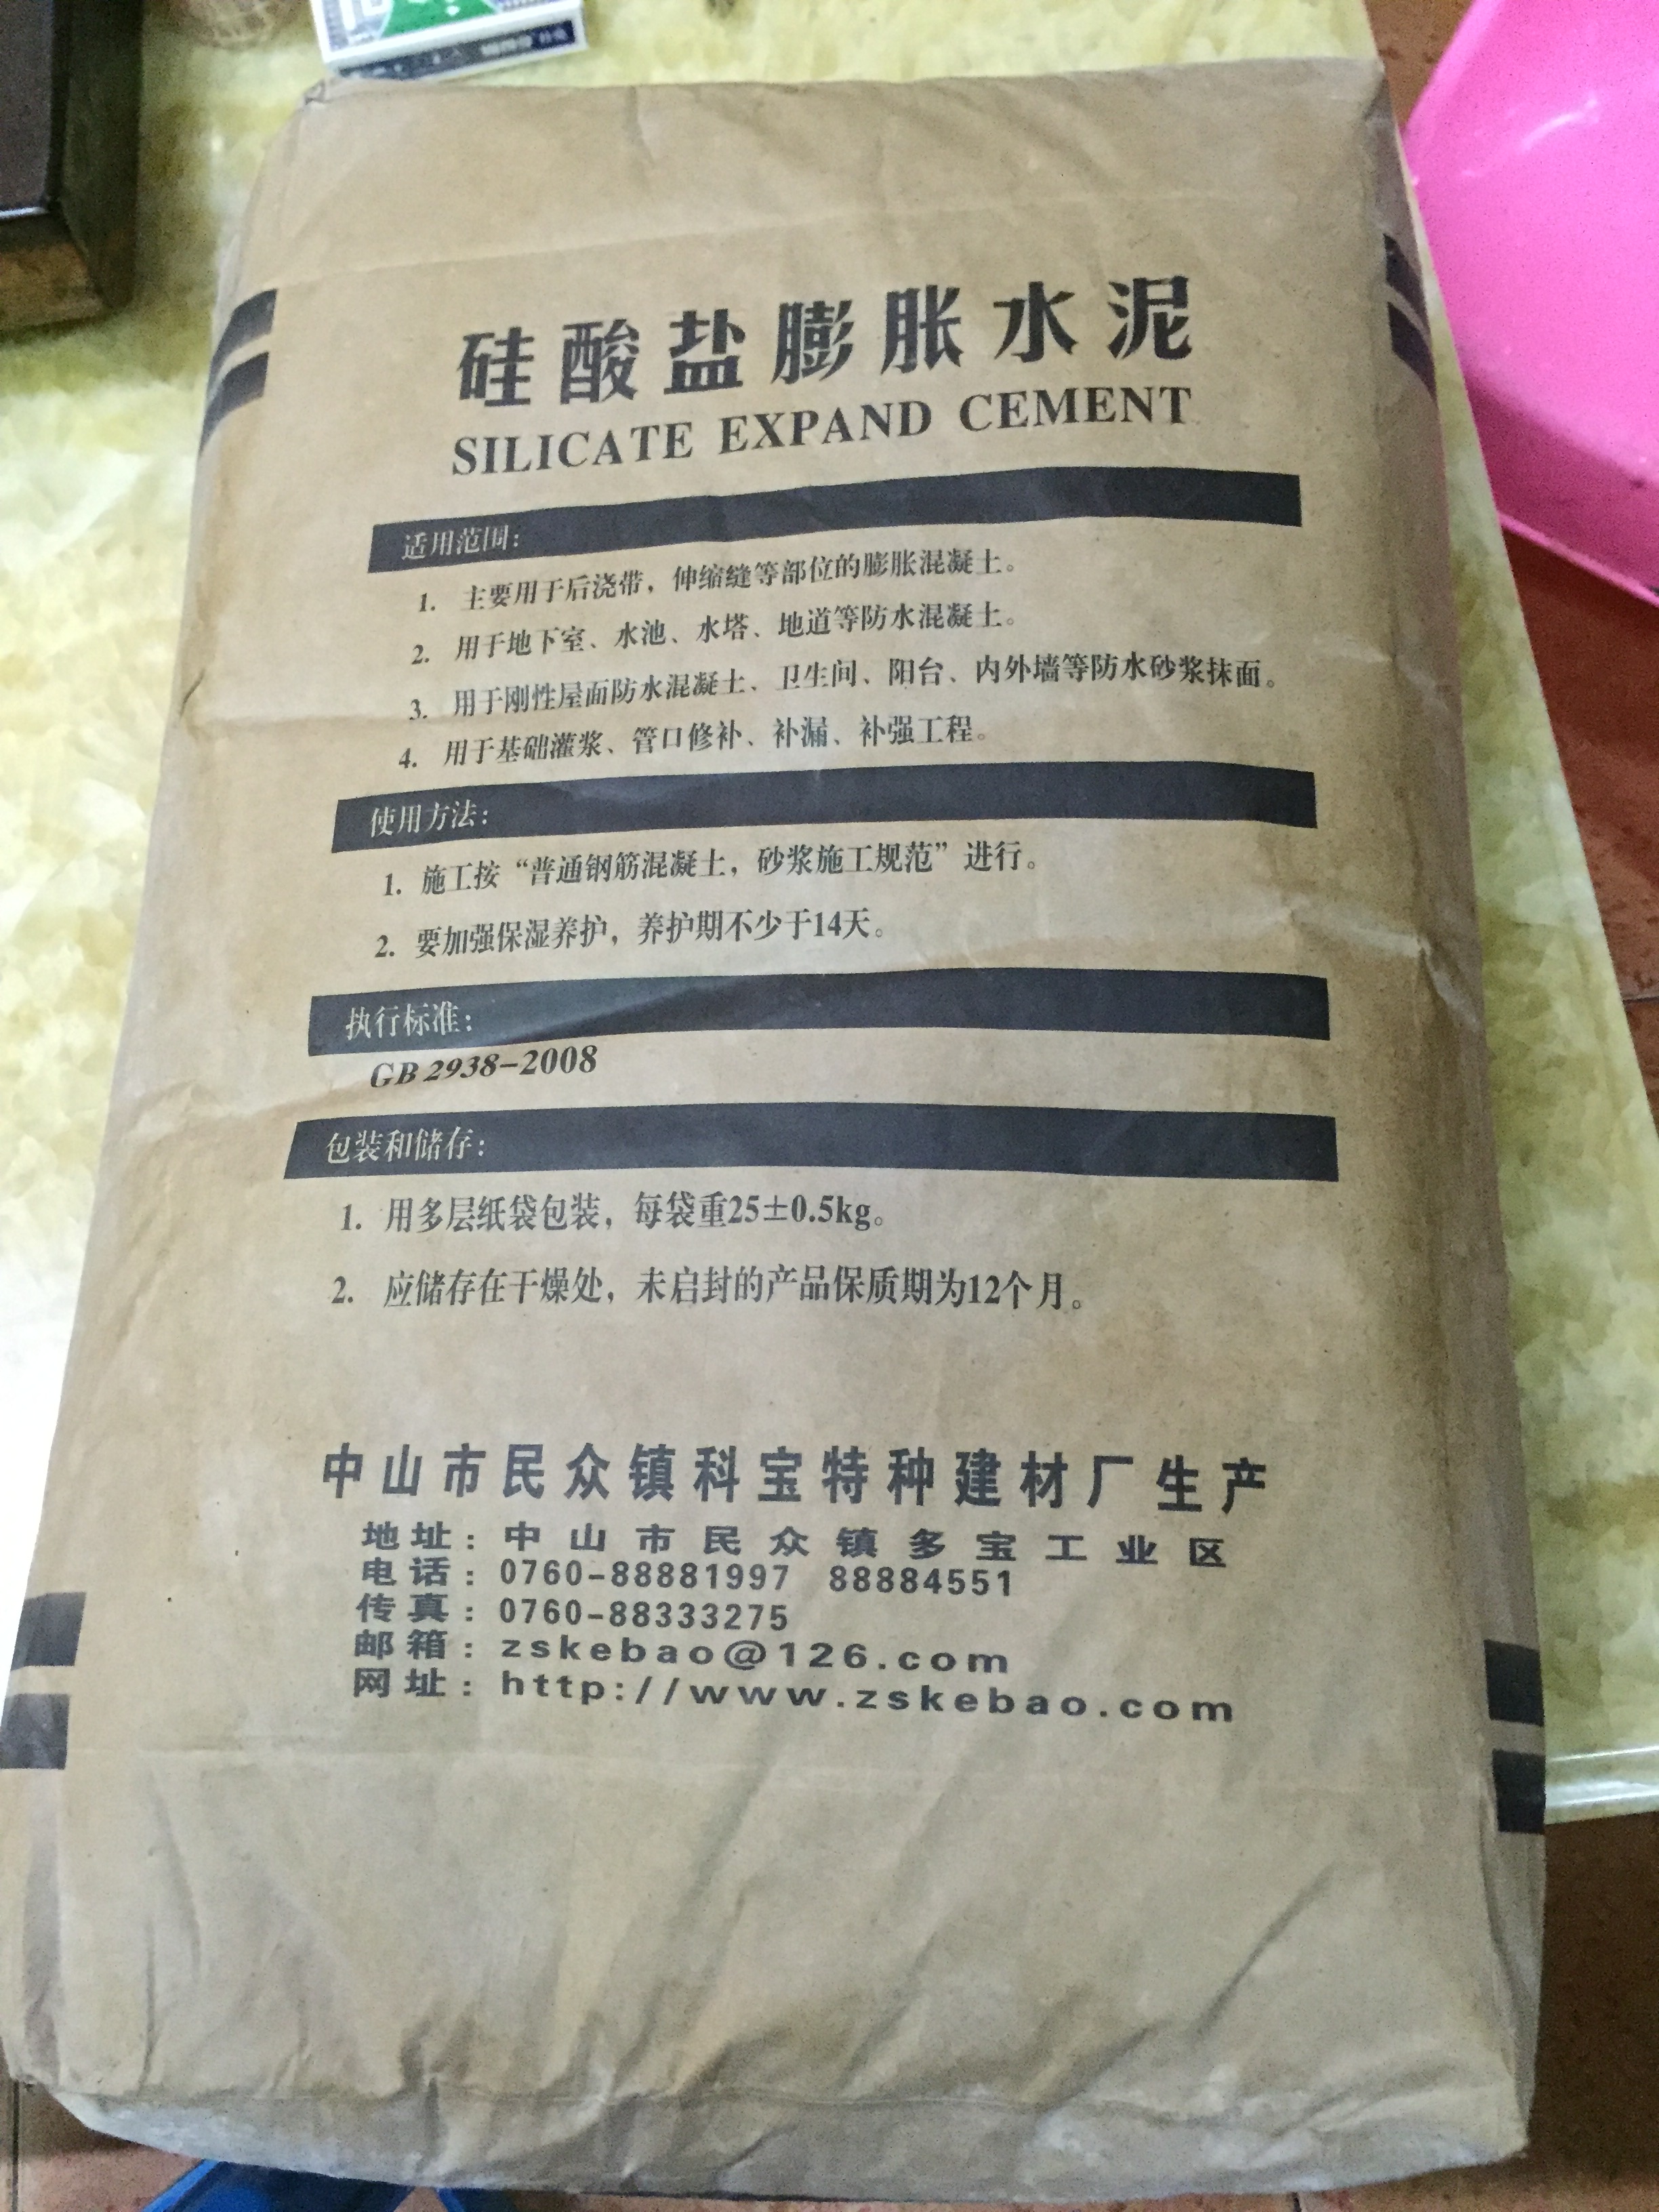 硅酸盐膨胀水泥
SILICATE EXPAND CEMENT
适用范围：
1. 主要用于后浇带，伸缩缝等部位的膨胀混凝土。
2. 用于地下室、水池、水塔、地道等防水混凝土。
3. 用于刚性屋面防水混凝土、卫生间、阳台、内外墙等防水砂浆抹面。
4. 用于基础灌浆、管口修补、补漏、补强工程。
使用方法：
1. 施工按“普通钢筋混凝土，砂浆施工规范”进行。
2. 要加强保湿养护，养护期不少于14天。
执行标准：
GB 2938-2008
包装和储存：
1. 用多层纸袋包装，每袋重25±0.5kg。
2. 应储存在干燥处，未启封的产品保质期为12个月。
中山市民众镇科宝特种建材厂生产
地址：中山市民众镇多宝工业区
电话：0760-88881997 88884551
传真：0760-88333275
邮箱：zskebao@126.com
网址：http://www.zskebao.com